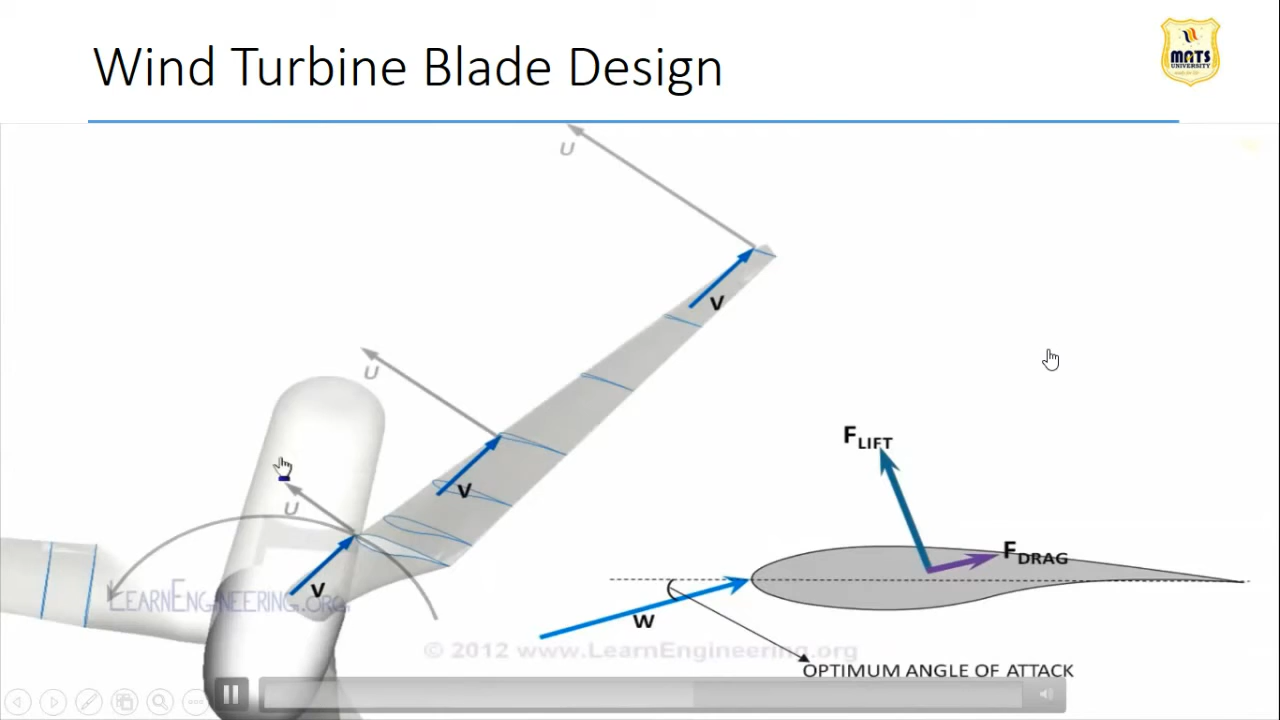 Wind Turbine Blade Design
MATS
UNIVERSITY
U
V
U
V
U
V
FLIFT
FDRAG
W
LEARNENGINEERING.ORG
© 2012 www.LearnEngineering.org
OPTIMUM ANGLE OF ATTACK